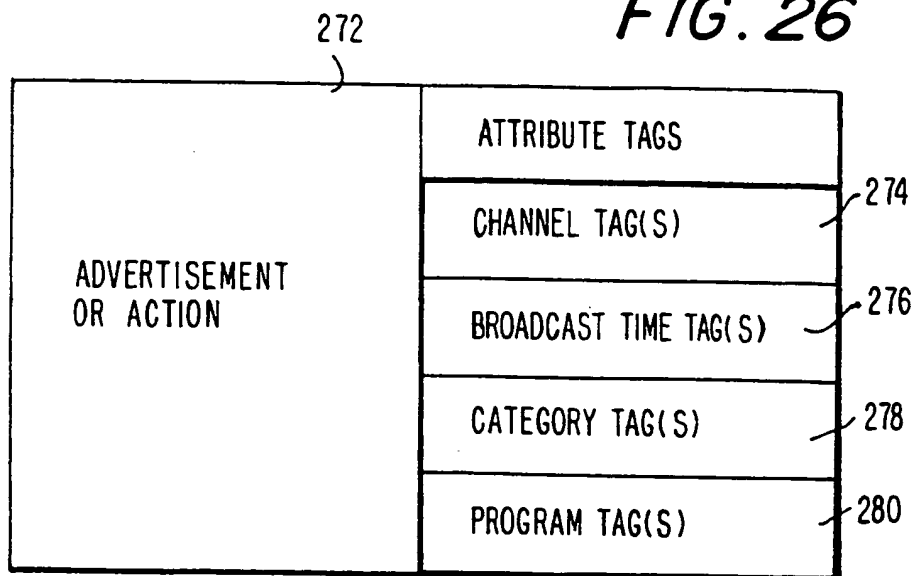 FIG. 26
272
ADVERTISEMENT
OR ACTION
ATTRIBUTE TAGS
CHANNEL TAG(S)
274
BROADCAST TIME TAG(S)
276
CATEGORY TAG(S)
278
PROGRAM TAG(S)
280